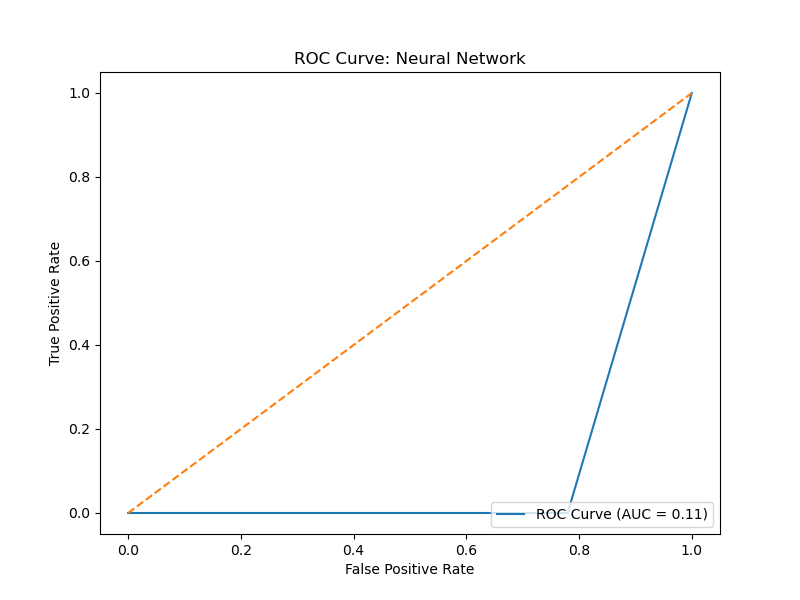 ROC Curve: Neural Network
1.0
0.8
0.6
0.4
0.2
0.0
True Positive Rate
0.0 0.2 0.4 0.6 0.8 1.0
False Positive Rate
ROC Curve (AUC = 0.11)